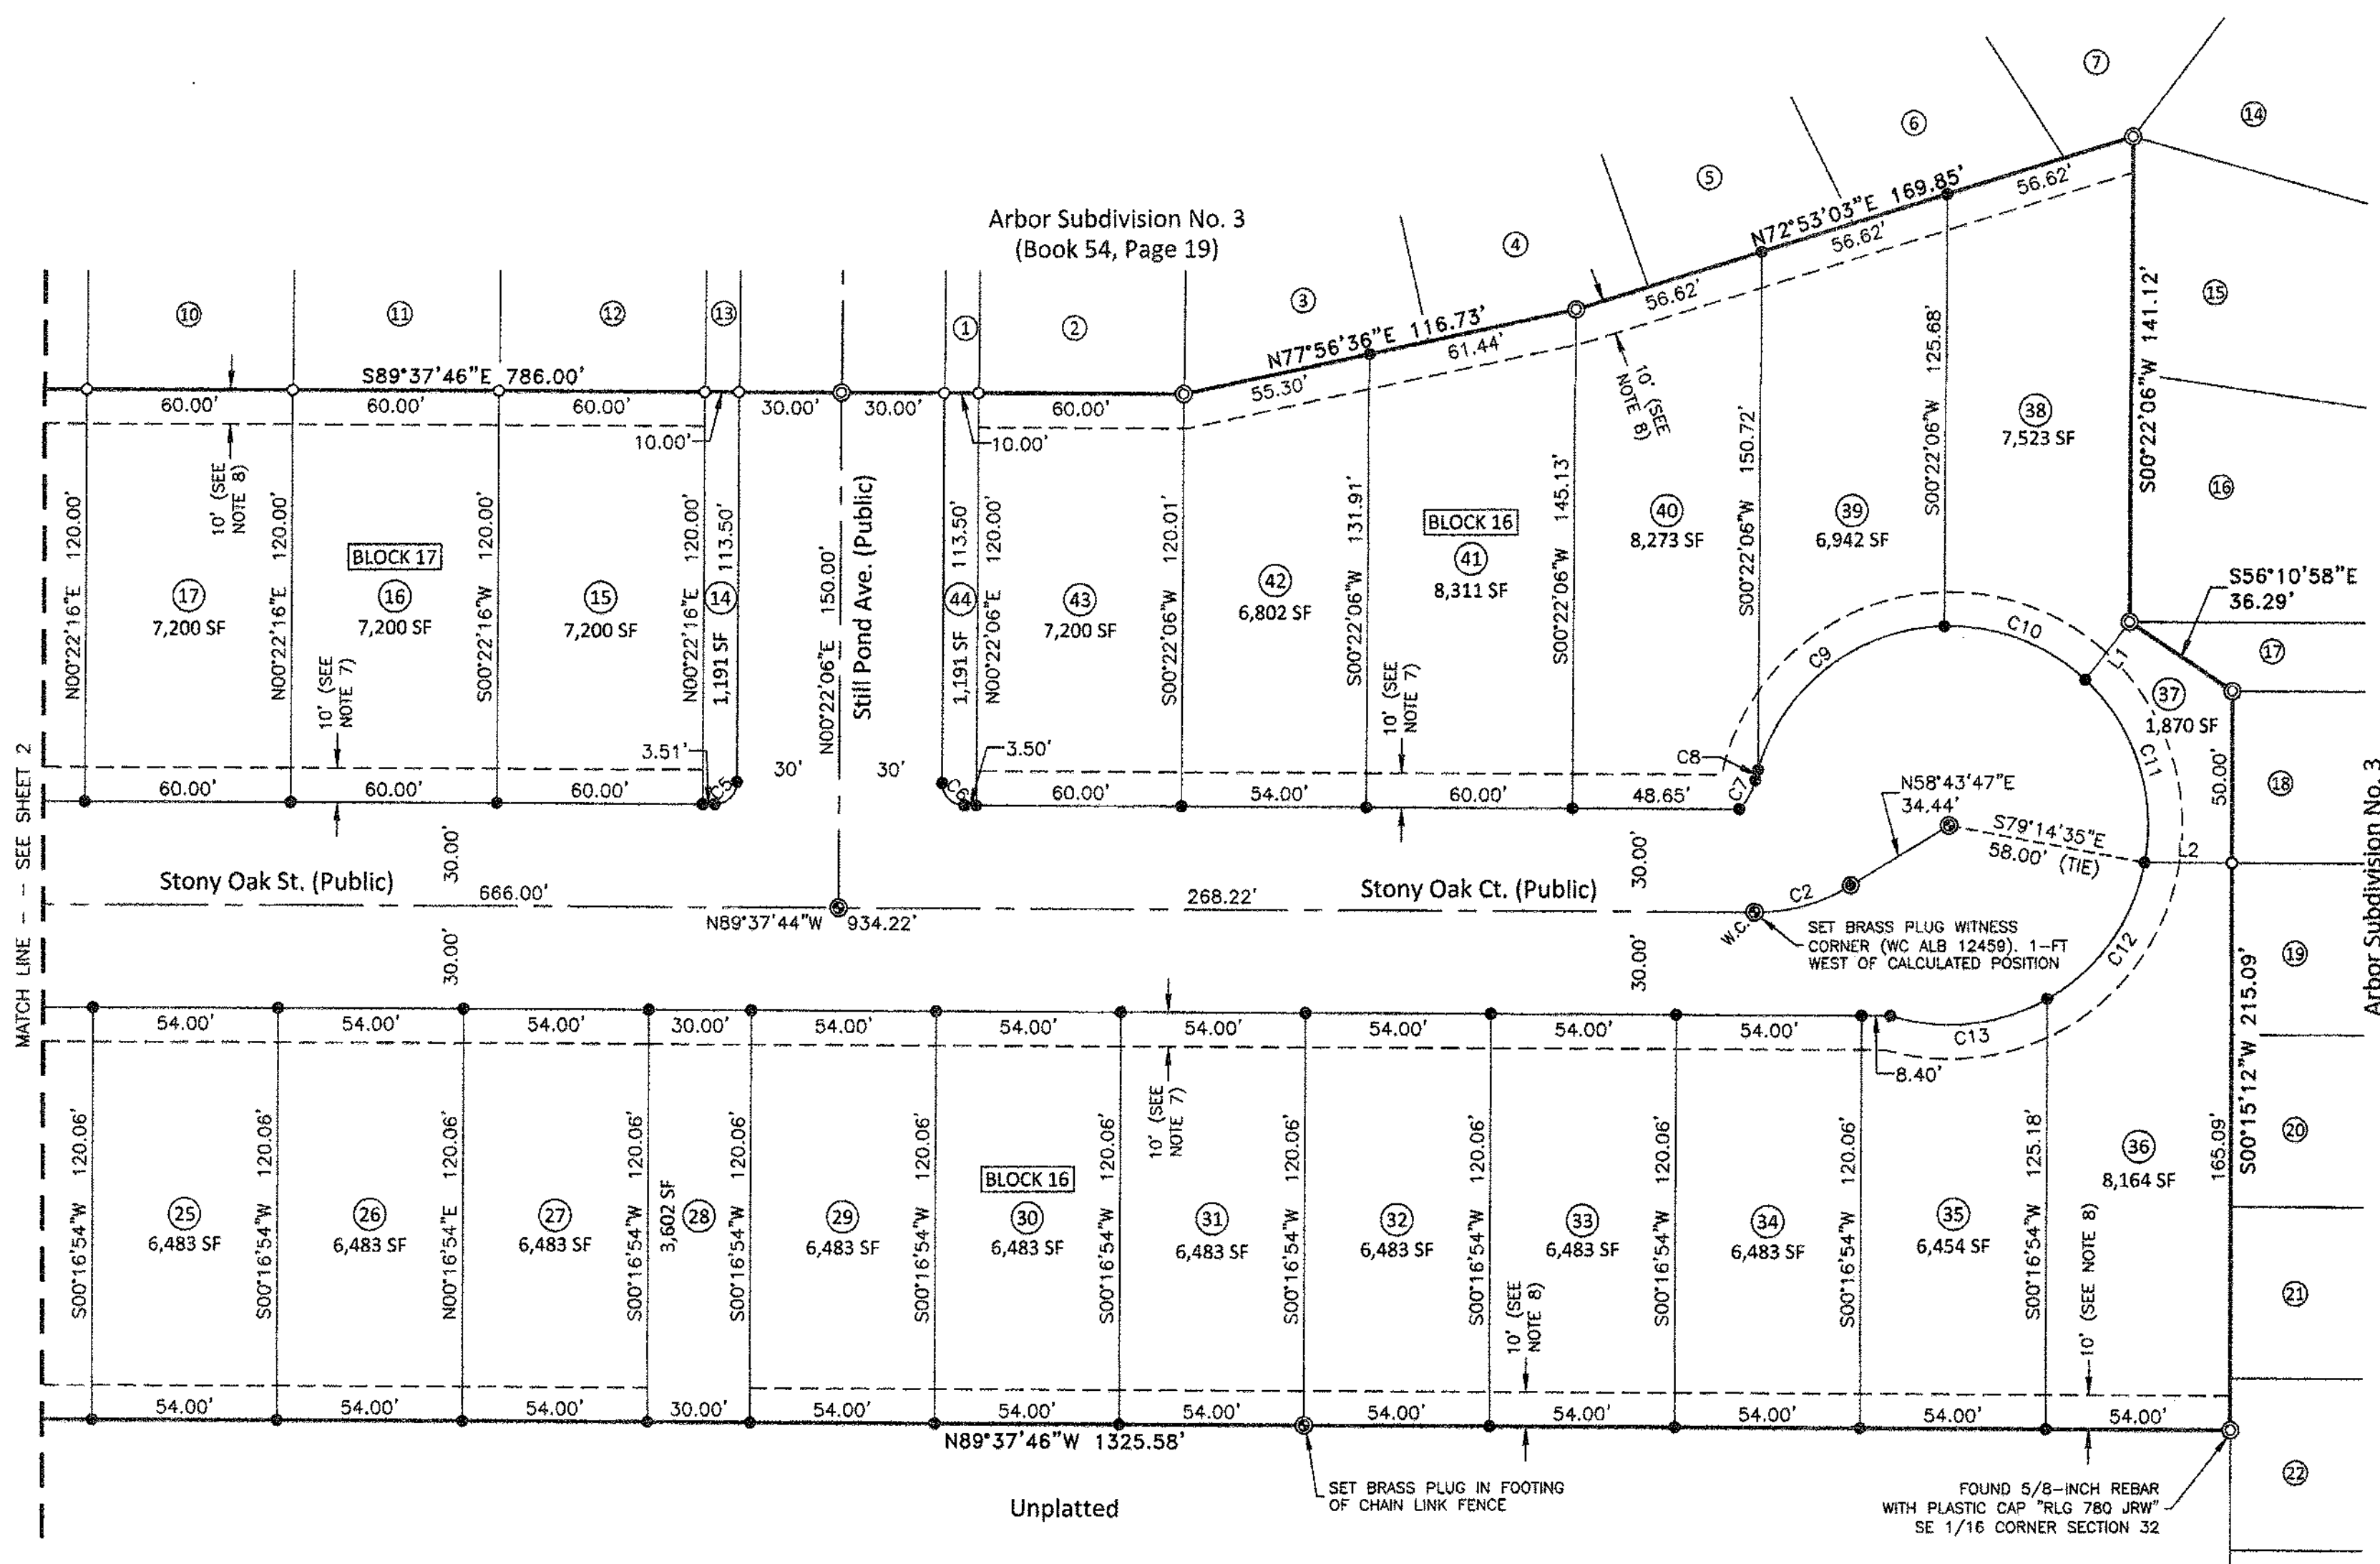 7
14
6
5
4
3
15
16
17
18
19
20
21
22
Arbor Subdivision No. 3
(Book 54, Page 19)
10
11
12
13
1
2
S89°37'46"E 786.00'
60.00'
60.00'
60.00'
10.00'
30.00'
30.00'
10.00'
60.00'
N77°56'36"E 116.73'
55.30'
61.44'
N72°53'03"E 169.85'
56.62'
56.62'
56.62'
10' (SEE
NOTE 8)
10' (SEE
NOTE 8)
S00°22'06"W 141.12'
S56°10'58"E
36.29'
N00°22'16"E 120.00'
17
7,200 SF
N00°22'16"E 120.00'
BLOCK 17
16
7,200 SF
S00°22'16"W 120.00'
15
7,200 SF
N00°22'16"E 120.00'
14
1,191 SF
113.50'
N00°22'06"E 150.00'
Still Pond Ave. (Public)
44
1,191 SF
113.50'
N00°22'06"E 120.00'
43
7,200 SF
S00°22'06"W 120.01'
42
6,802 SF
S00°22'06"W 131.91'
BLOCK 16
41
8,311 SF
S00°22'06"W 145.13'
40
8,273 SF
S00°22'06"W 150.72'
39
6,942 SF
S00°22'06"W 125.68'
38
7,523 SF
37
1,870 SF
10' (SEE
NOTE 7)
10' (SEE
NOTE 7)
3.51'
C5
30'
30'
C6
3.50'
60.00'
60.00'
60.00'
60.00'
54.00'
60.00'
48.65'
C7
C8
C9
C10
L1
C11
L2
C12
C13
50.00'
N58°43'47"E
34.44'
S79°14'35"E
58.00' (TIE)
C2
W.C.
SET BRASS PLUG WITNESS
CORNER (WC ALB 12459). 1-FT
WEST OF CALCULATED POSITION
Stony Oak St. (Public)
30.00'
666.00'
N89°37'44"W 934.22'
268.22'
Stony Oak Ct. (Public)
30.00'
30.00'
30.00'
MATCH LINE - - SEE SHEET 2
Arbor Subdivision No. 3
S00°15'12"W 215.09'
165.09'
54.00'
54.00'
54.00'
30.00'
54.00'
54.00'
54.00'
54.00'
54.00'
54.00'
8.40'
10' (SEE
NOTE 7)
S00°16'54"W 120.06'
25
6,483 SF
S00°16'54"W 120.06'
26
6,483 SF
N00°16'54"E 120.06'
27
6,483 SF
S00°16'54"W 120.06'
3,602 SF
28
S00°16'54"W 120.06'
29
6,483 SF
S00°16'54"W 120.06'
BLOCK 16
30
6,483 SF
S00°16'54"W 120.06'
31
6,483 SF
S00°16'54"W 120.06'
32
6,483 SF
S00°16'54"W 120.06'
33
6,483 SF
S00°16'54"W 120.06'
34
6,483 SF
S00°16'54"W 120.06'
35
6,454 SF
S00°16'54"W 125.18'
36
8,164 SF
10' (SEE
NOTE 8)
10' (SEE NOTE 8)
54.00'
54.00'
54.00'
30.00'
54.00'
54.00'
54.00'
54.00'
54.00'
54.00'
54.00'
54.00'
N89°37'46"W 1325.58'
Unplatted
SET BRASS PLUG IN FOOTING
OF CHAIN LINK FENCE
FOUND 5/8-INCH REBAR
WITH PLASTIC CAP "RLG 780 JRW"
SE 1/16 CORNER SECTION 32